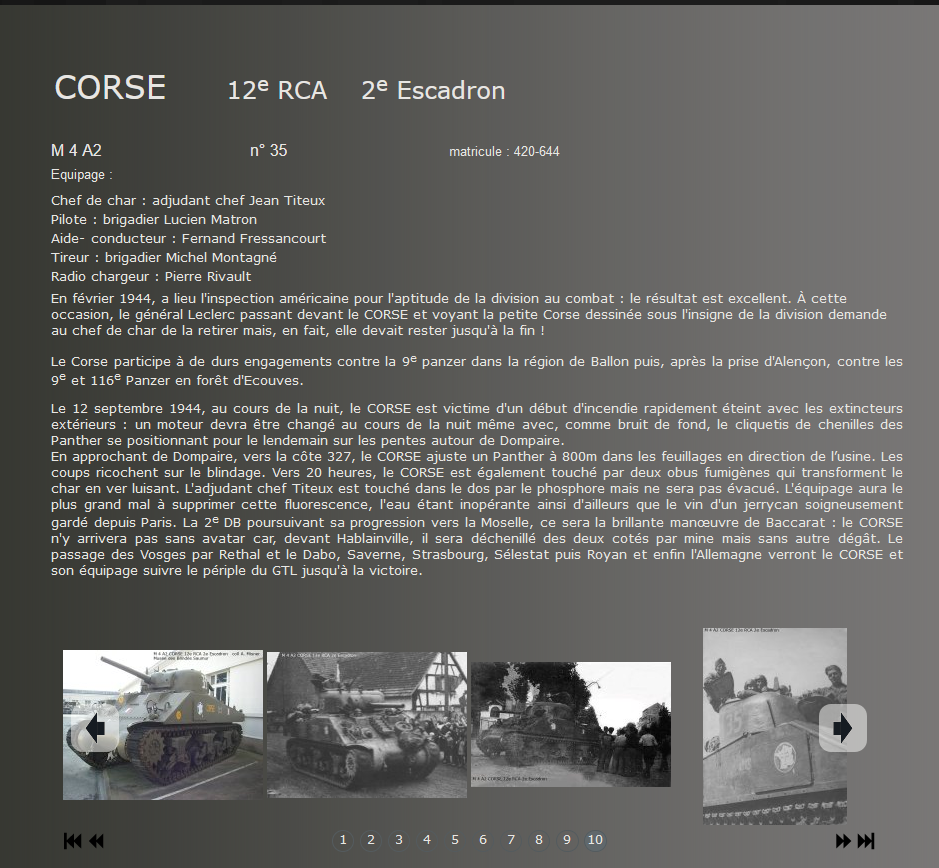 CORSE 12e RCA 2e Escadron
M 4 A2 n° 35 matricule : 420-644
Equipage :
Chef de char : adjudant chef Jean Titeux
Pilote : brigadier Lucien Matron
Aide- conducteur : Fernand Fressancourt
Tireur : brigadier Michel Montagné
Radio chargeur : Pierre Rivault
En février 1944, a lieu l'inspection américaine pour l'aptitude de la division au combat : le résultat est excellent. À cette
occasion, le général Leclerc passant devant le CORSE et voyant la petite Corse dessinée sous l'insigne de la division demande
au chef de char de la retirer mais, en fait, elle devait rester jusqu'à la fin !
Le Corse participe à de durs engagements contre la 9e panzer dans la région de Ballon puis, après la prise d'Alençon, contre les
9e et 116e Panzer en forêt d'Ecouves.
Le 12 septembre 1944, au cours de la nuit, le CORSE est victime d'un début d'incendie rapidement éteint avec les extincteurs
extérieurs : un moteur devra être changé au cours de la nuit même avec, comme bruit de fond, le cliquetis de chenilles des
Panther se positionnant pour le lendemain sur les pentes autour de Dompaire.
En approchant de Dompaire, vers la côte 327, le CORSE ajuste un Panther à 800m dans les feuillages en direction de l’usine. Les
coups ricochent sur le blindage. Vers 20 heures, le CORSE est également touché par deux obus fumigènes qui transforment le
char en ver luisant. L'adjudant chef Titeux est touché dans le dos par le phosphore mais ne sera pas évacué. L'équipage aura le
plus grand mal à supprimer cette fluorescence, l'eau étant inopérante ainsi d'ailleurs que le vin d'un jerrycan soigneusement
gardé depuis Paris. La 2e DB poursuivant sa progression vers la Moselle, ce sera la brillante manœuvre de Baccarat : le CORSE
n'y arrivera pas sans avatar car, devant Hablainville, il sera déchenillé des deux cotés par mine mais sans autre dégât. Le
passage des Vosges par Rethal et le Dabo, Saverne, Strasbourg, Sélestat puis Royan et enfin l'Allemagne verront le CORSE et
son équipage suivre le périple du GTL jusqu'à la victoire.
M 4 A2 CORSE 12e RCA 2e Escadron coll A. Misner
Musée des Blindés Saumur
M 4 A2 CORSE 12e RCA 2e Escadron
M 4 A2 CORSE 12e RCA 2e Escadron
M 4 A2 CORSE 12e RCA 2e Escadron
1 2 3 4 5 6 7 8 9 10